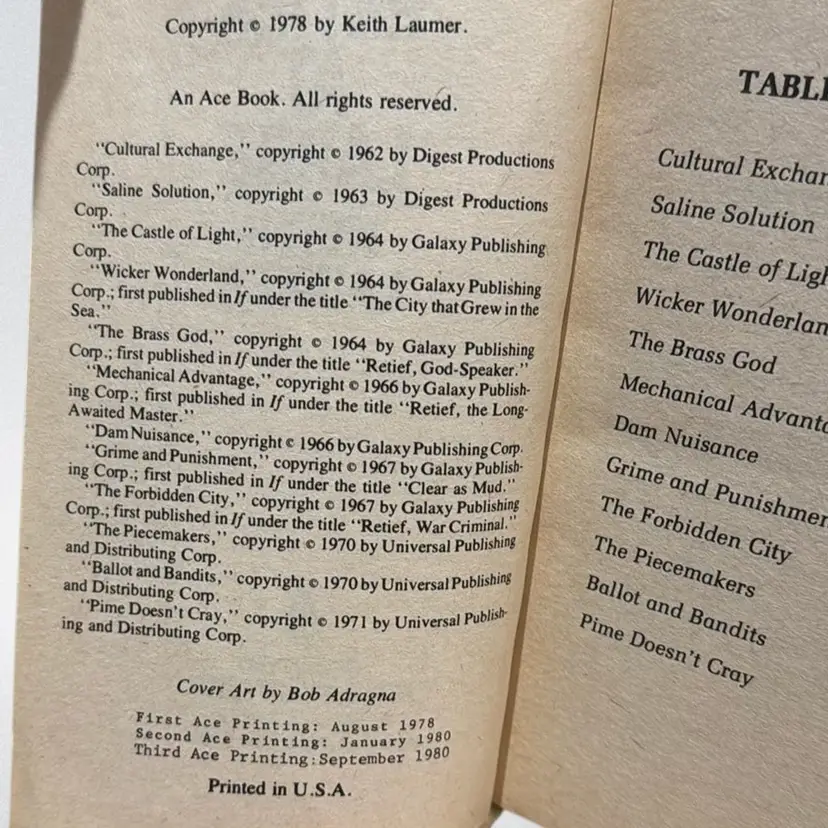 Copyright © 1978 by Keith Laumer.
An Ace Book. All rights reserved.
"Cultural Exchange," copyright © 1962 by Digest Productions
Corp.
"Saline Solution," copyright © 1963 by Digest Productions
Corp.
"The Castle of Light," copyright © 1964 by Galaxy Publishing
Corp.
"Wicker Wonderland," copyright © 1964 by Galaxy Publishing
Corp.; first published in If under the title "The City that Grew in the
Sea."
"The Brass God," copyright © 1964 by Galaxy Publishing
Corp.; first published in If under the title "Retief, God-Speaker."
"Mechanical Advantage," copyright © 1966 by Galaxy Publish-
ing Corp.; first published in If under the title "Retief, the Long-
Awaited Master."
"Dam Nuisance," copyright © 1966 by Galaxy Publishing Corp.
"Grime and Punishment," copyright © 1967 by Galaxy Publish-
ing Corp.; first published in If under the title "Clear as Mud."
"The Forbidden City," copyright © 1967 by Galaxy Publishing
Corp.; first published in If under the title "Retief, War Criminal."
"The Piecemakers," copyright © 1970 by Universal Publishing
and Distributing Corp.
"Ballot and Bandits," copyright © 1970 by Universal Publishing
and Distributing Corp.
"Pime Doesn't Cray," copyright © 1971 by Universal Publish-
ing and Distributing Corp.
Cover Art by Bob Adragna
First Ace Printing: August 1978
Second Ace Printing: January 1980
Third Ace Printing: September 1980
Printed in U.S.A.
TABL
Cultural Exchan
Saline Solution
The Castle of Ligh
Wicker Wonderlan
The Brass God
Mechanical Advanta
Dam Nuisance
Grime and Punishmen
The Forbidden City
The Piecemakers
Ballot and Bandits
Pime Doesn't Cray